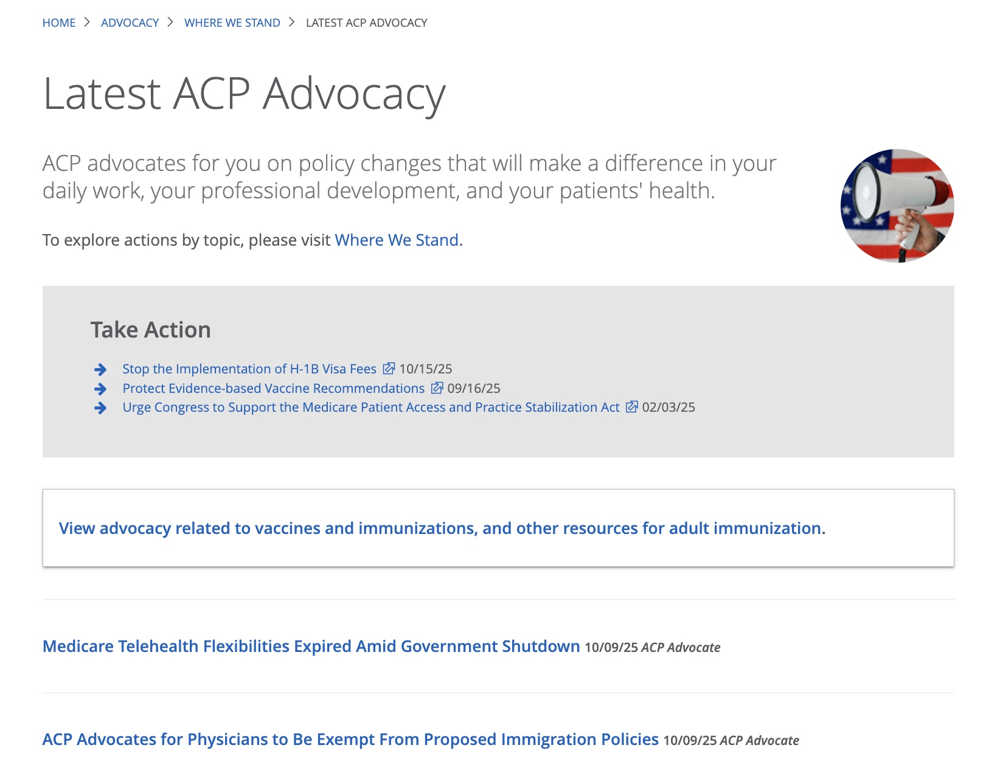 HOME > ADVOCACY > WHERE WE STAND > LATEST ACP ADVOCACY
Latest ACP Advocacy
ACP advocates for you on policy changes that will make a difference in your
daily work, your professional development, and your patients' health.
To explore actions by topic, please visit Where We Stand.
Take Action
Stop the Implementation of H-1B Visa Fees 10/15/25
Protect Evidence-based Vaccine Recommendations 09/16/25
Urge Congress to Support the Medicare Patient Access and Practice Stabilization Act 02/03/25
View advocacy related to vaccines and immunizations, and other resources for adult immunization.
Medicare Telehealth Flexibilities Expired Amid Government Shutdown 10/09/25 ACP Advocate
ACP Advocates for Physicians to Be Exempt From Proposed Immigration Policies 10/09/25 ACP Advocate